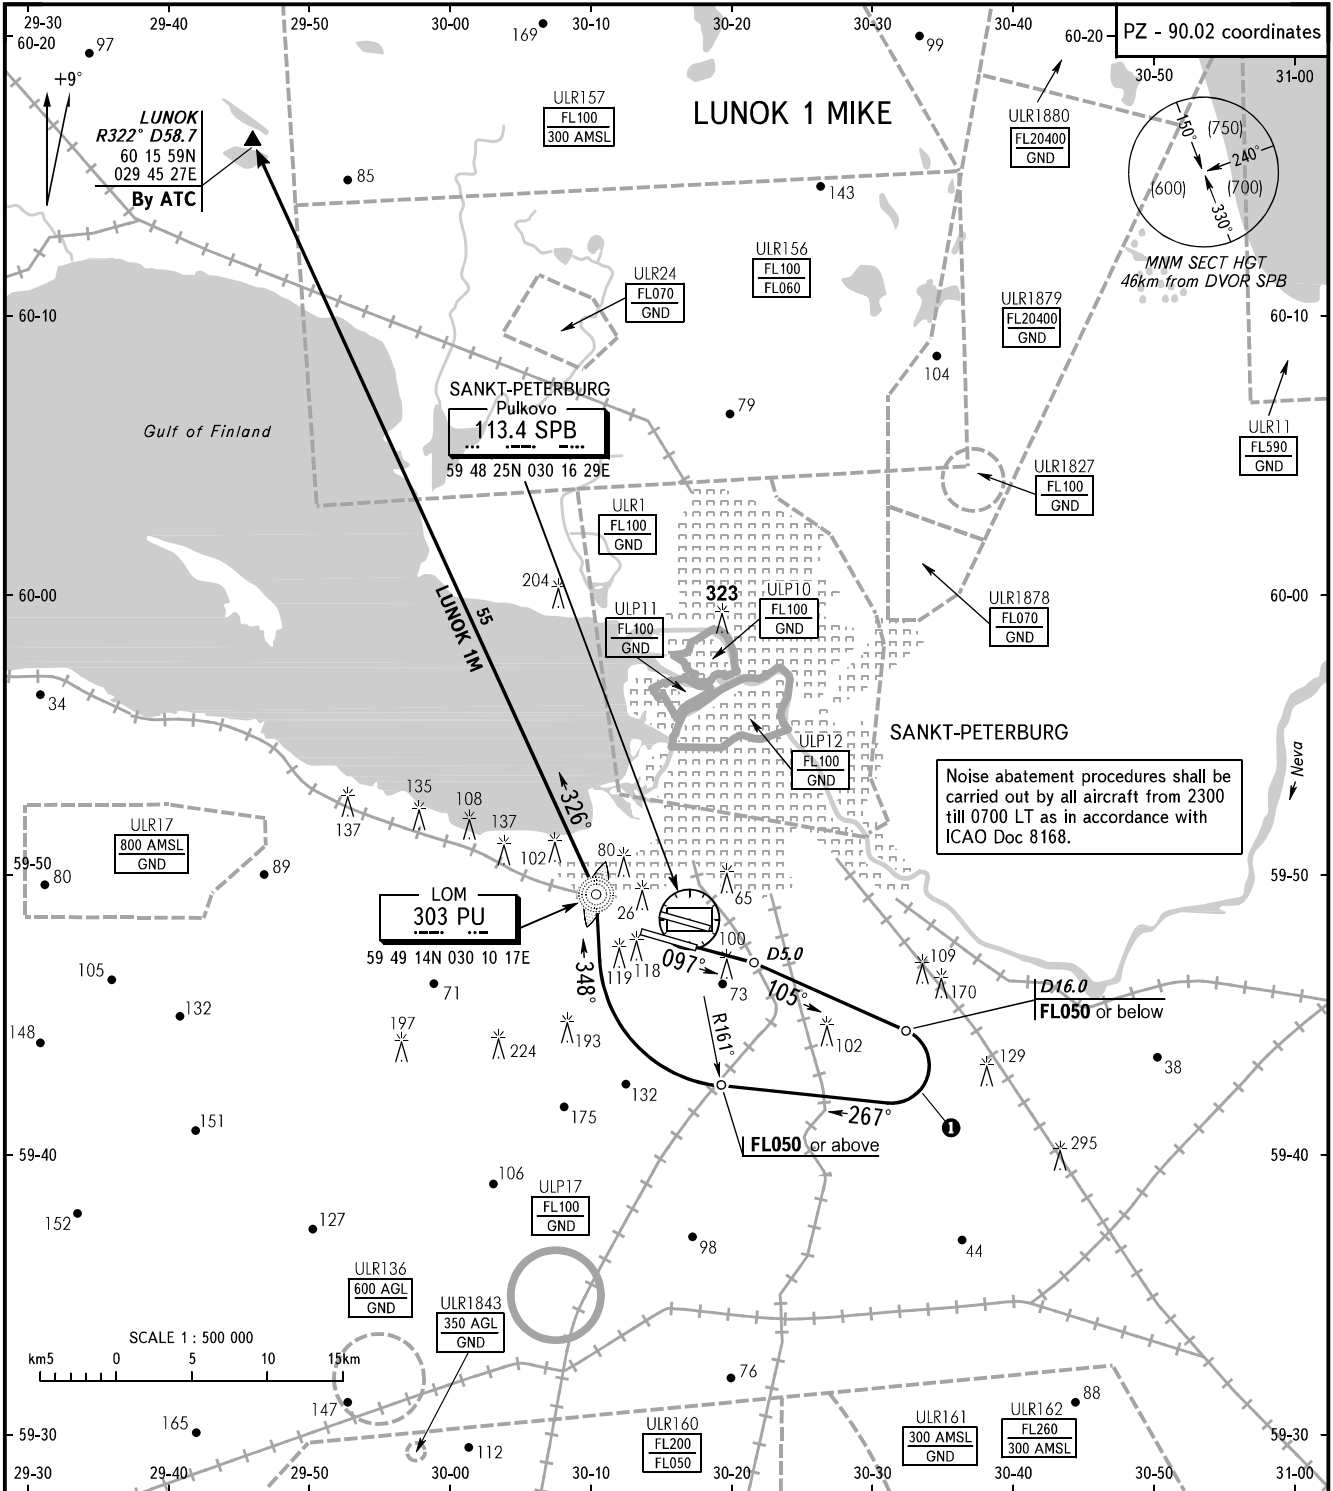 29-30
29-40
29-50
30-10
30-20
30-40
60-20
60-20
PZ - 90.02 coordinates
30-50
31-00
97
169
99
+9°
LUNOK
R322° D58.7
60 15 59N
029 45 27E
By ATC
ULR157
FL100
300 AMSL
LUNOK 1 MIKE
ULR1880
FL20400
GND
150°
(750)
240°
(600)
(700)
330°
MNM SECT HGT
46km from DVOR SPB
85
143
ULR156
FL100
FL060
ULR24
FL070
GND
ULR1879
FL20400
GND
60-10
60-10
104
SANKT-PETERBURG
Pulkovo
113.4 SPB
59 48 25N 030 16 29E
79
Gulf of Finland
ULR11
FL590
GND
ULR1827
FL100
GND
ULR1
FL100
GND
204
60-00
60-00
323
ULP10
FL100
GND
ULP11
FL100
GND
ULR1878
FL070
GND
55
LUNOK 1M
34
SANKT-PETERBURG
ULP12
FL100
GND
Neva
Noise abatement procedures shall be
carried out by all aircraft from 2300
till 0700 LT as in accordance with
ICAO Doc 8168.
135
108
137
137
102
80
326°
ULR17
800 AMSL
GND
59-50
59-50
89
80
26
65
LOM
303 PU
59 49 14N 030 10 17E
100
D5.0
097°
119
118
73
105°
109
170
D16.0
FL050 or below
105
71
348°
132
148
197
224
193
R161°
102
129
38
132
175
267°
151
FL050 or above
59-40
59-40
295
106
ULP17
FL100
GND
152
127
98
44
ULR136
600 AGL
GND
ULR1843
350 AGL
GND
SCALE 1 : 500 000
km5
0
5
10
15km
76
147
88
165
112
ULR160
FL200
FL050
ULR161
300 AMSL
GND
ULR162
FL260
300 AMSL
59-30
59-30
1
29-30
29-40
29-50
30-00
30-10
30-20
30-30
30-40
30-50
31-00